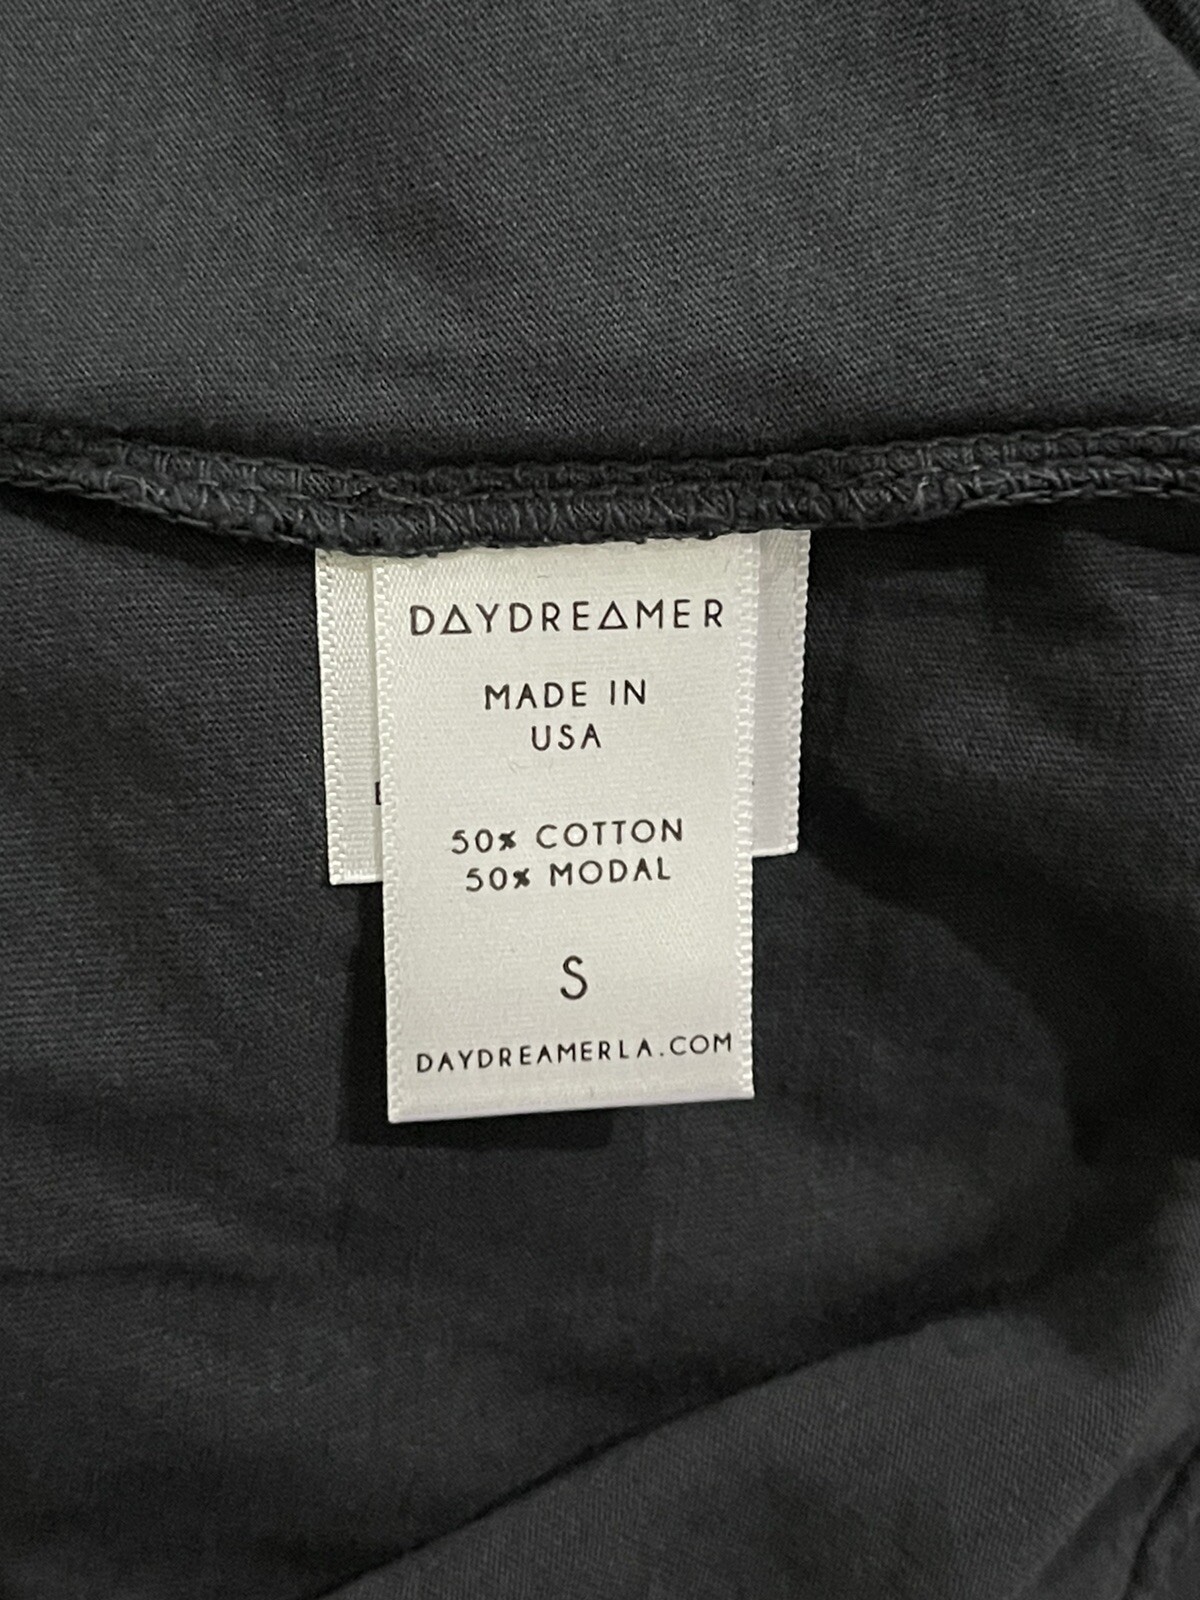 DAYDREAMER
MADE IN
USA
50% COTTON
50% MODAL
S
DAYDREAMERLA.COM